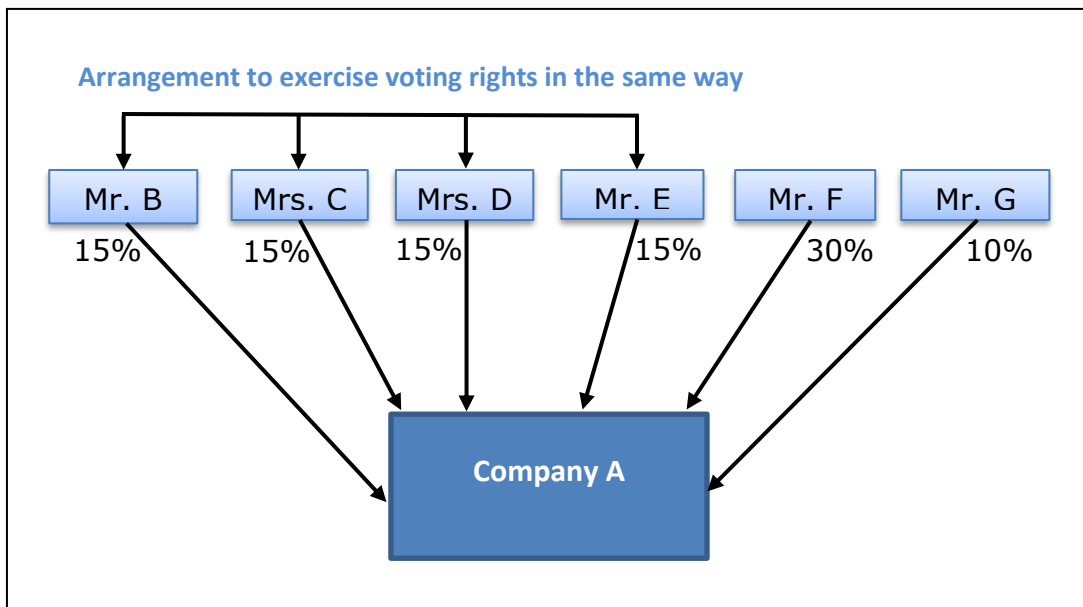 Arrangement to exercise voting rights in the same way
Mr. B Mrs. C Mrs. D Mr. E Mr. F Mr. G
15% 15% 15% 15% 30% 10%
Company A